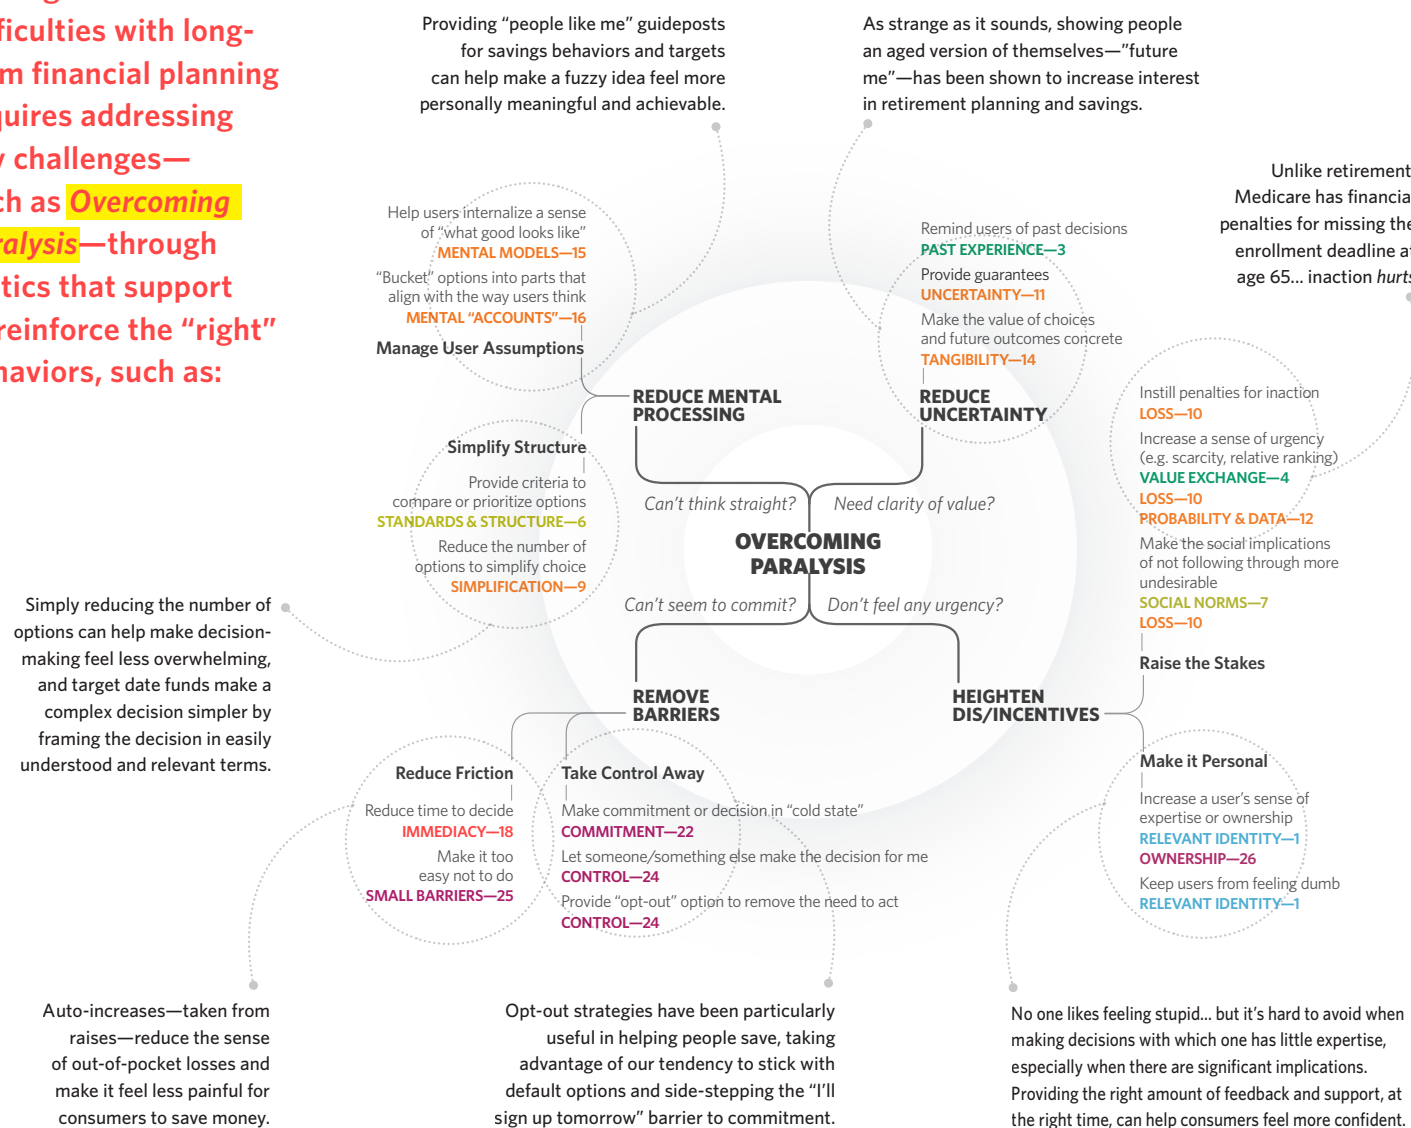 ficulties with long-
m financial planning
quires addressing
y challenges—
ch as Overcoming
ralysis—through
tics that support
reinforce the “right”
haviors, such as:
Providing “people like me” guideposts
for savings behaviors and targets
can help make a fuzzy idea feel more
personally meaningful and achievable.
As strange as it sounds, showing people
an aged version of themselves—”future
me”—has been shown to increase interest
in retirement planning and savings.
Unlike retirement
Medicare has financia
penalties for missing the
enrollment deadline at
age 65... inaction hurts
Help users internalize a sense
of “what good looks like”
MENTAL MODELS—15
“Bucket” options into parts that
align with the way users think
MENTAL “ACCOUNTS”—16
Manage User Assumptions
REDUCE MENTAL
PROCESSING
Simplify Structure
Provide criteria to
compare or prioritize options
STANDARDS & STRUCTURE—6
Reduce the number of
options to simplify choice
SIMPLIFICATION—9
Remind users of past decisions
PAST EXPERIENCE—3
Provide guarantees
UNCERTAINTY—11
Make the value of choices
and future outcomes concrete
TANGIBILITY—14
REDUCE
UNCERTAINTY
Instill penalties for inaction
LOSS—10
Increase a sense of urgency
(e.g. scarcity, relative ranking)
VALUE EXCHANGE—4
LOSS—10
PROBABILITY & DATA—12
Make the social implications
of not following through more
undesirable
SOCIAL NORMS—7
LOSS—10
Raise the Stakes
Can’t think straight?
Need clarity of value?
OVERCOMING
PARALYSIS
Can’t seem to commit?
Don’t feel any urgency?
Simply reducing the number of
options can help make decision-
making feel less overwhelming,
and target date funds make a
complex decision simpler by
framing the decision in easily
understood and relevant terms.
REMOVE
BARRIERS
HEIGHTEN
DIS/INCENTIVES
Reduce Friction
Reduce time to decide
IMMEDIACY—18
Make it too
easy not to do
SMALL BARRIERS—25
Take Control Away
Make commitment or decision in “cold state”
COMMITMENT—22
Let someone/something else make the decision for me
CONTROL—24
Provide “opt-out” option to remove the need to act
CONTROL—24
Make it Personal
Increase a user’s sense of
expertise or ownership
RELEVANT IDENTITY—1
OWNERSHIP—26
Keep users from feeling dumb
RELEVANT IDENTITY—1
Auto-increases—taken from
raises—reduce the sense
of out-of-pocket losses and
make it feel less painful for
consumers to save money.
Opt-out strategies have been particularly
useful in helping people save, taking
advantage of our tendency to stick with
default options and side-stepping the “I’ll
sign up tomorrow” barrier to commitment.
No one likes feeling stupid... but it’s hard to avoid when
making decisions with which one has little expertise,
especially when there are significant implications.
Providing the right amount of feedback and support, at
the right time, can help consumers feel more confident.